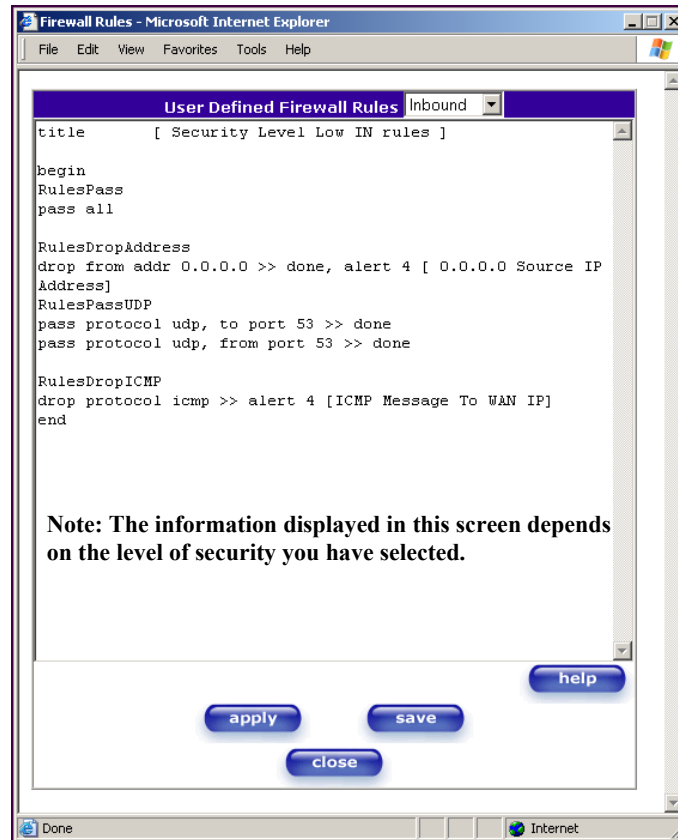 Firewall Rules - Microsoft Internet Explorer
File Edit View Favorites Tools Help
User Defined Firewall Rules Inbound
title [ Security Level Low IN rules ]
begin
RulesPass
pass all
RulesDropAddress
drop from addr 0.0.0.0 >> done, alert 4 [ 0.0.0.0 Source IP
Address]
RulesPassUDP
pass protocol udp, to port 53 >> done
pass protocol udp, from port 53 >> done
RulesDropICMP
drop protocol icmp >> alert 4 [ICMP Message To WAN IP]
end
Note: The information displayed in this screen depends
on the level of security you have selected.
help
apply save
close
Done Internet